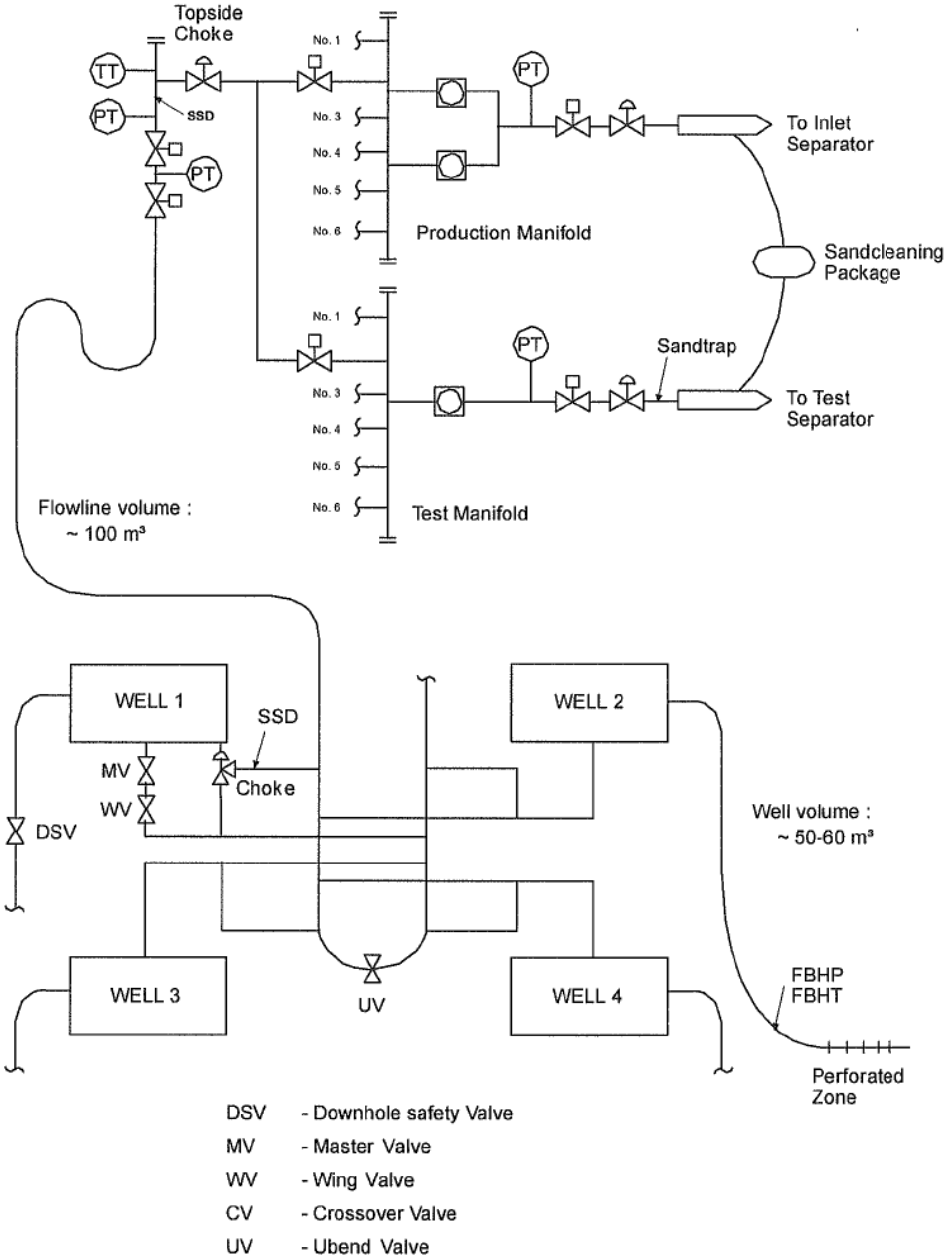 Topside
Choke
TT
PT
SSD
PT
No. 1
No. 3
No. 4
No. 5
No. 6
Production Manifold
PT
To Inlet
Separator
Sandcleaning
Package
No. 1
No. 3
No. 4
No. 5
No. 6
Test Manifold
PT
Sandtrap
To Test
Separator
Flowline volume :
~ 100 m³
WELL 1
MV
WV
DSV
SSD
Choke
WELL 2
Well volume :
~ 50-60 m³
WELL 3
UV
WELL 4
FBHP
FBHT
Perforated
Zone
DSV - Downhole safety Valve
MV - Master Valve
WV - Wing Valve
CV - Crossover Valve
UV - Ubend Valve